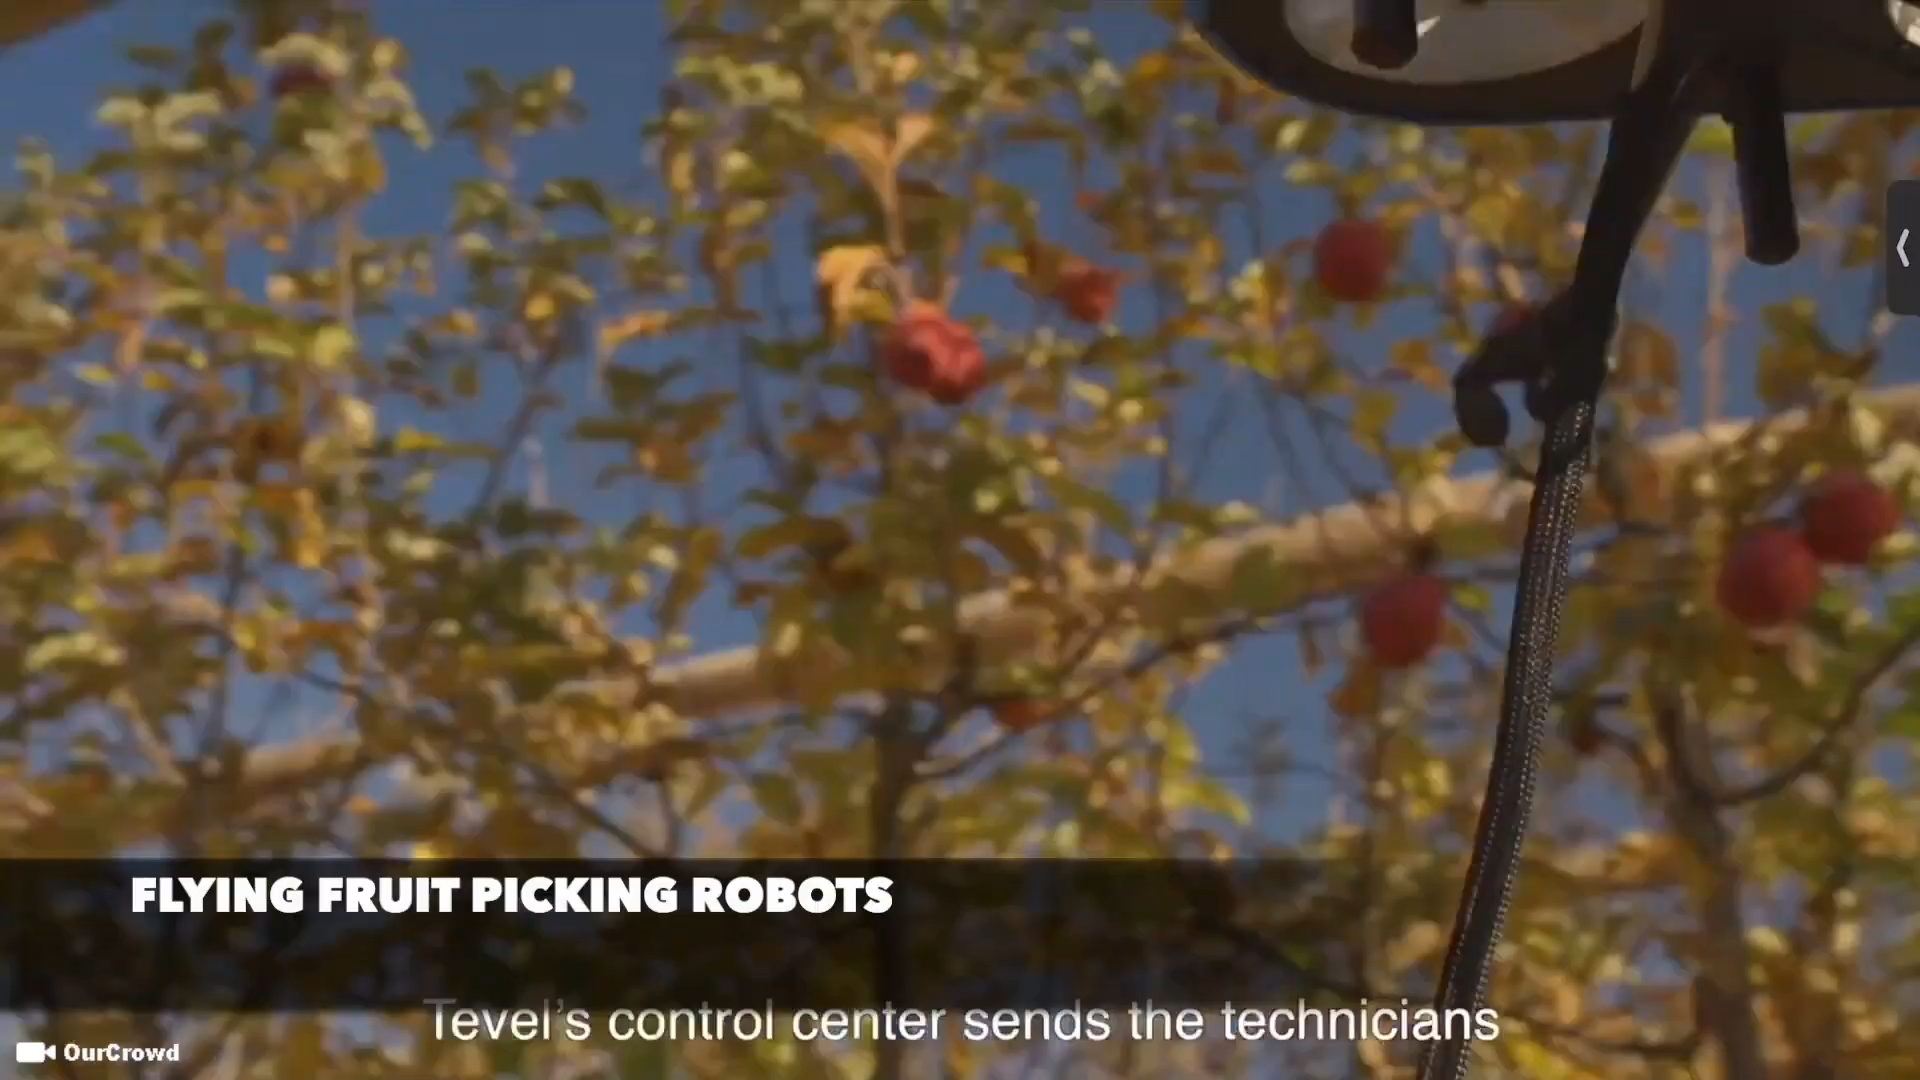 FLYING FRUIT PICKING ROBOTS
Tevel's control center sends the technicians
OurCrowd